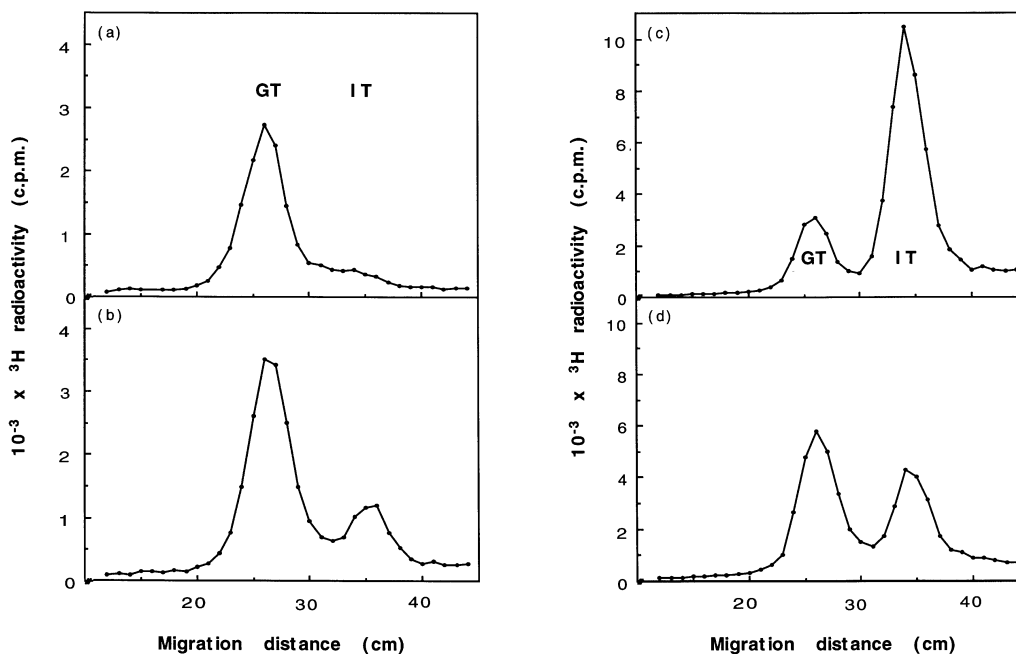 (a)
4
3
2
1
0
GT
IT
(b)
4
3
2
1
0
20
30
40
10⁻³ x ³H radioactivity (c.p.m.)
Migration distance (cm)
(c)
10
8
6
4
2
0
GT
IT
(d)
10
8
6
4
2
0
20
30
40
10⁻³ x ³H radioactivity (c.p.m.)
Migration distance (cm)